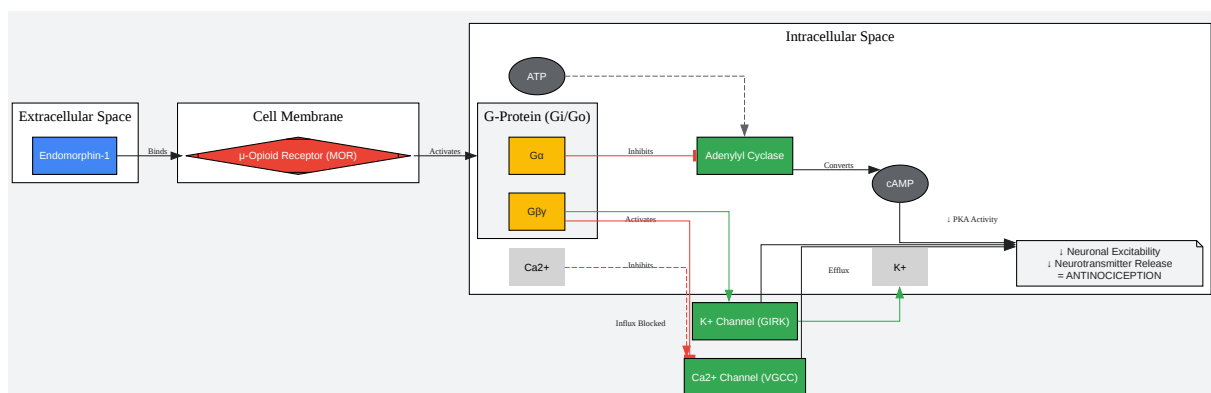 Intracellular Space
ATP
Extracellular Space
Cell Membrane
G-Protein (Gi/Go)
Endomorphin-1
Binds
μ-Opioid Receptor (MOR)
Activates
Gα
Inhibits
Adenylyl Cyclase
Converts
cAMP
Gβγ
Activates
↓ PKA Activity
Ca2+
Inhibits
Efflux
K+
↓ Neuronal Excitability
↓ Neurotransmitter Release
= ANTINOCICEPTION
Influx Blocked
K+ Channel (GIRK)
Ca2+ Channel (VGCC)